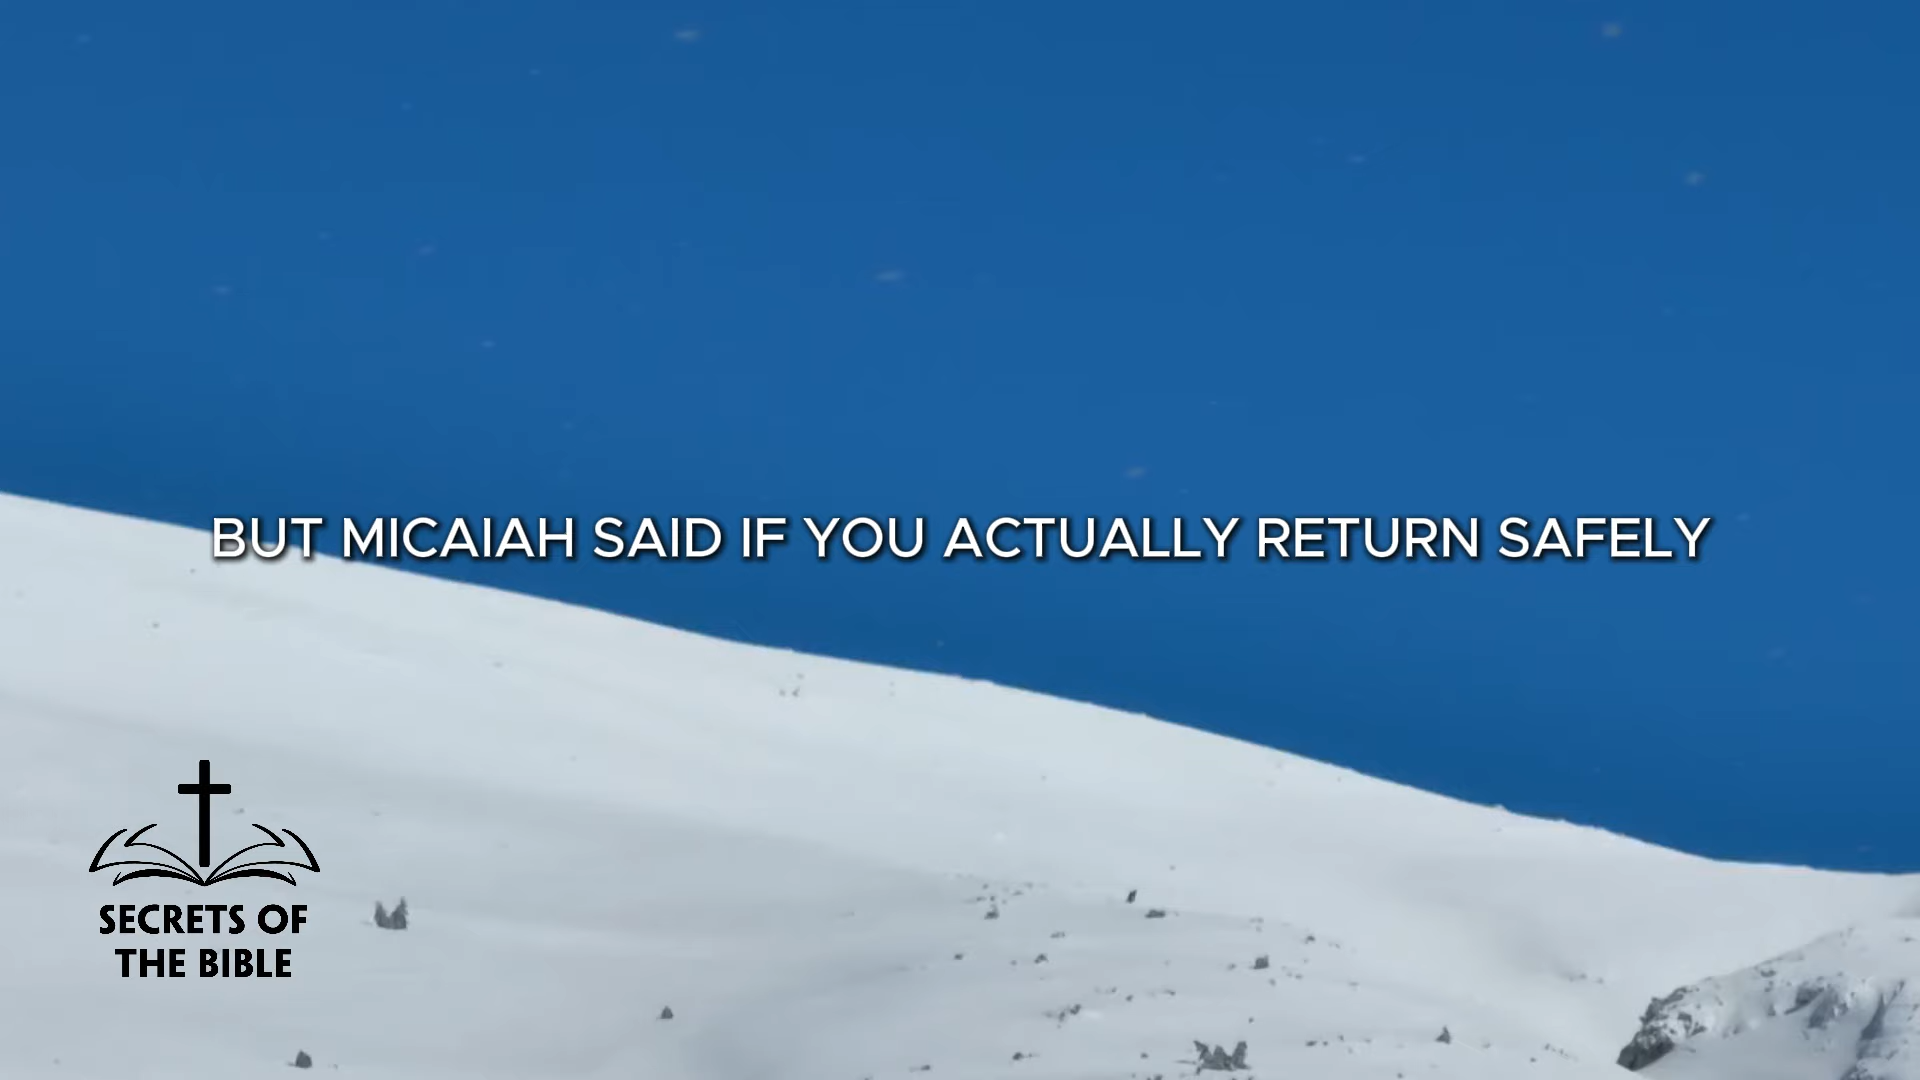 BUT MICAIAH SAID IF YOU ACTUALLY RETURN SAFELY
SECRETS OF
THE BIBLE